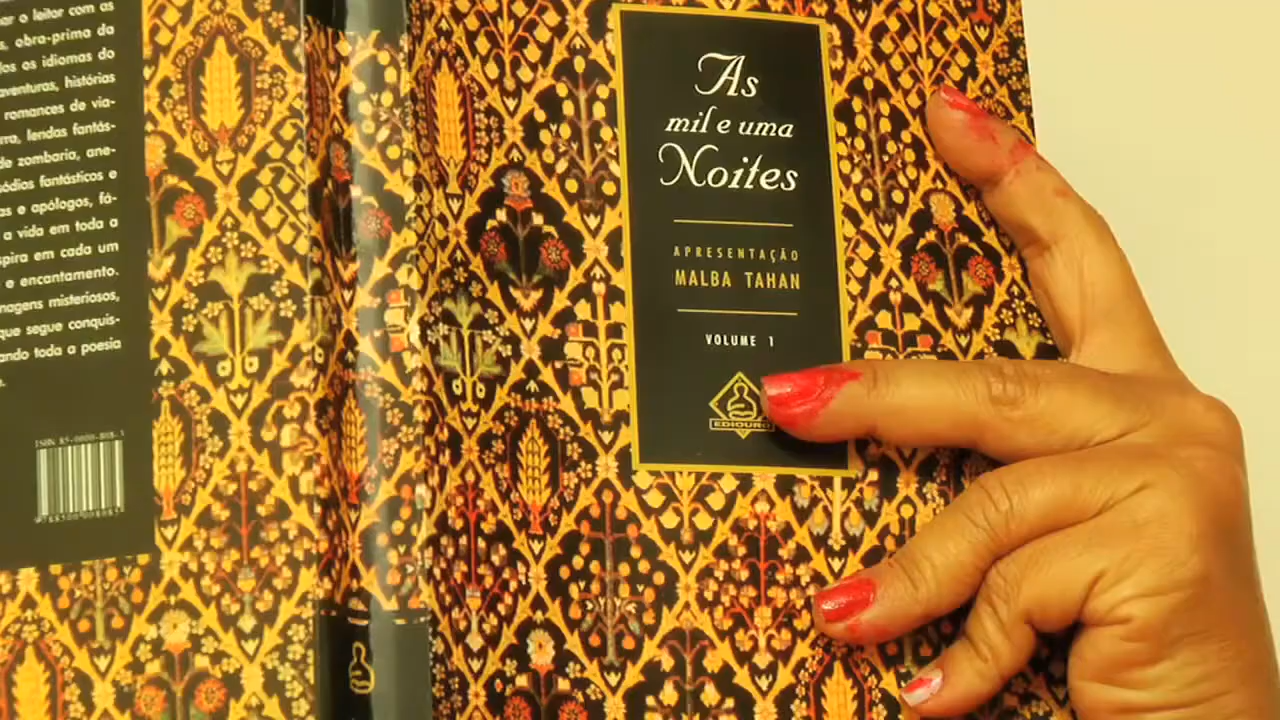 ar o leitor com as
s, obra-prima da
os os idiomas do
aventuras, histórias
romances de via-
rra, lendas fantás-
de zombaria, ane-
sódios fantásticos e
as e apólogos, fá-
a vida em toda a
spira em cada um
e encantamento.
nagens misteriosos,
que segue conquis-
ando toda a poesia
As
mil e uma
Noites
APRESENTAÇÃO
MALBA TAHAN
VOLUME 1
EDIOURO